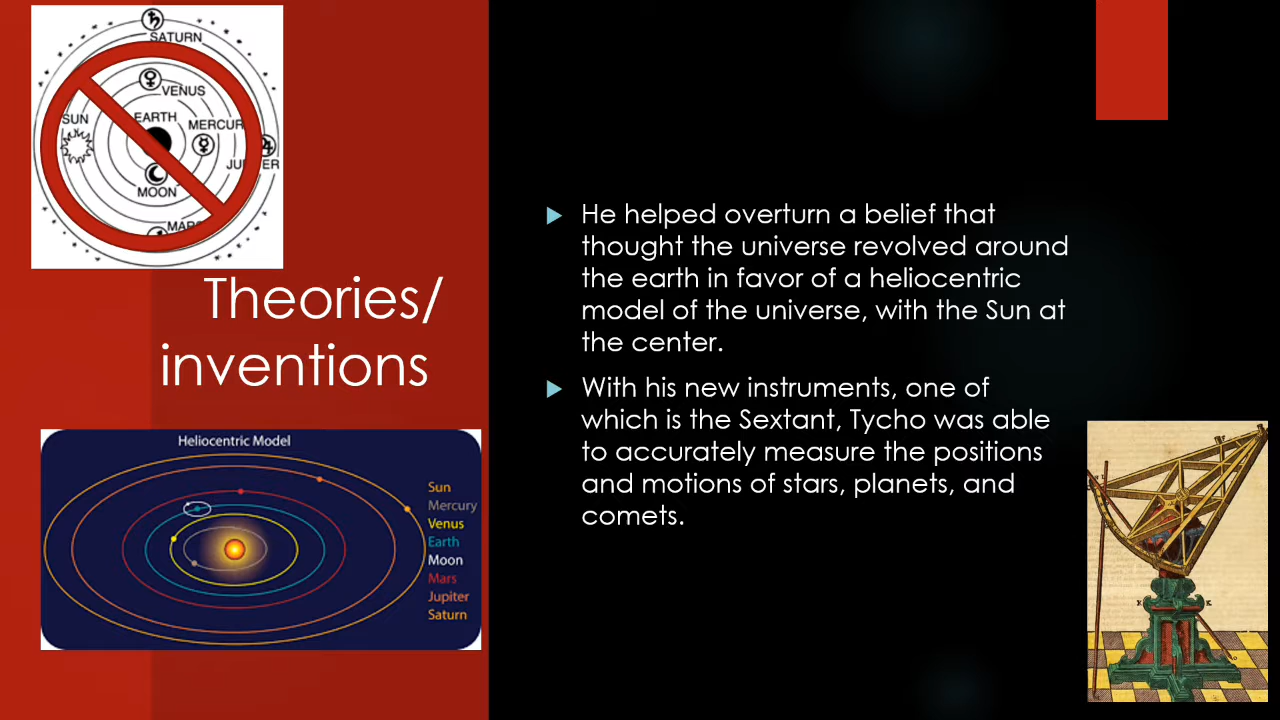 SATURN
VENUS
SUN
EARTH
MERCUR
JU ER
MOON
MARS
Theories/
inventions
Heliocentric Model
Sun
Mercury
Venus
Earth
Moon
Mars
Jupiter
Saturn
He helped overturn a belief that
thought the universe revolved around
the earth in favor of a heliocentric
model of the universe, with the Sun at
the center.
With his new instruments, one of
which is the Sextant, Tycho was able
to accurately measure the positions
and motions of stars, planets, and
comets.